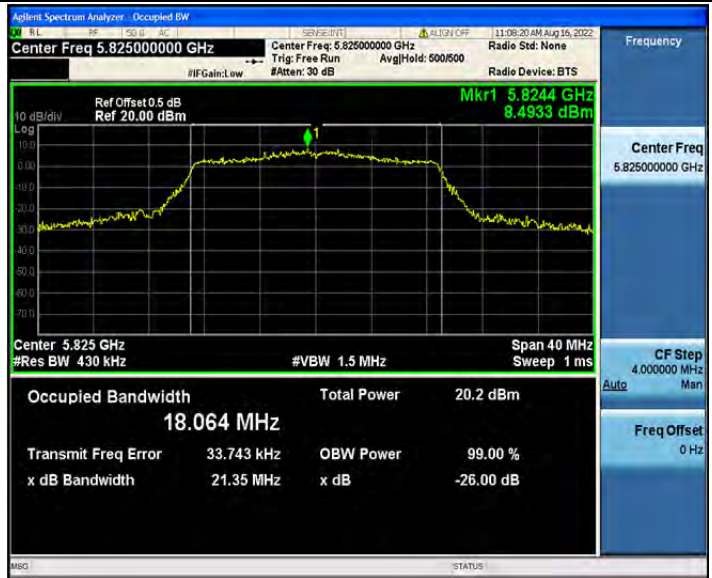 Agilent Spectrum Analyzer - Occupied BW
RL RF 50 Ω AC SENSE:INT ALIGN OFF 11:08:20 AM Aug 16, 2022
Center Freq 5.825000000 GHz
Center Freq: 5.825000000 GHz
Radio Std: None
Trig: Free Run Avg|Hold: 500/500
#IFGain:Low
#Atten: 30 dB
Radio Device: BTS
Frequency
Mkr1 5.8244 GHz
8.4933 dBm
Ref Offset 0.5 dB
10 dB/div Ref 20.00 dBm
Log
10.0
0.00
-10.0
-20.0
-30.0
-40.0
-50.0
-60.0
-70.0
1
Center Freq
5.825000000 GHz
Center 5.825 GHz
Span 40 MHz
#Res BW 430 kHz
#VBW 1.5 MHz
Sweep 1 ms
CF Step
4.000000 MHz
Auto Man
Occupied Bandwidth
18.064 MHz
Total Power 20.2 dBm
Freq Offset
0 Hz
Transmit Freq Error 33.743 kHz
OBW Power 99.00 %
x dB Bandwidth 21.35 MHz
x dB -26.00 dB
MSG
STATUS